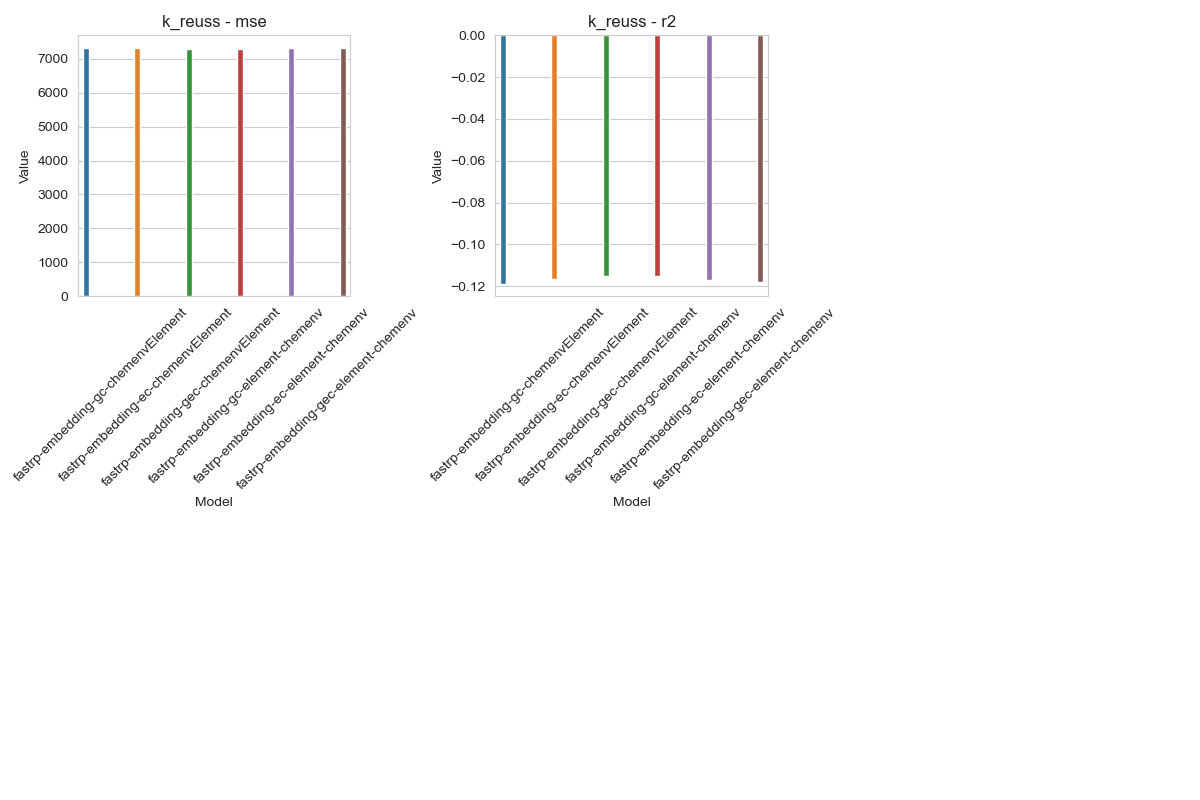 k_reuss - mse
7000
6000
5000
4000
3000
2000
1000
0
Value
fastrp-embedding-gc-chemenvElement
fastrp-embedding-ec-chemenvElement
fastrp-embedding-gec-chemenvElement
fastrp-embedding-gc-element-chemenv
fastrp-embedding-ec-element-chemenv
fastrp-embedding-gec-element-chemenv
Model
k_reuss - r2
0.00
−0.02
−0.04
−0.06
−0.08
−0.10
−0.12
Value
fastrp-embedding-gc-chemenvElement
fastrp-embedding-ec-chemenvElement
fastrp-embedding-gec-chemenvElement
fastrp-embedding-gc-element-chemenv
fastrp-embedding-ec-element-chemenv
fastrp-embedding-gec-element-chemenv
Model